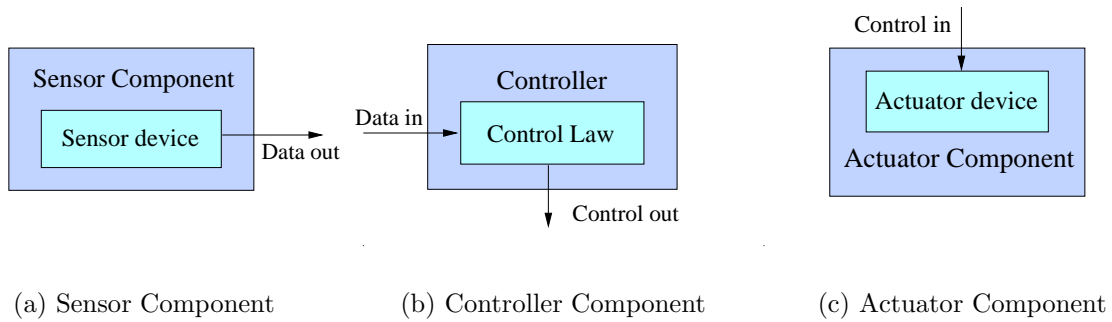 Sensor Component
Sensor device
Data out
Controller
Data in
Control Law
Control out
Control in
Actuator device
Actuator Component
(a) Sensor Component
(b) Controller Component
(c) Actuator Component